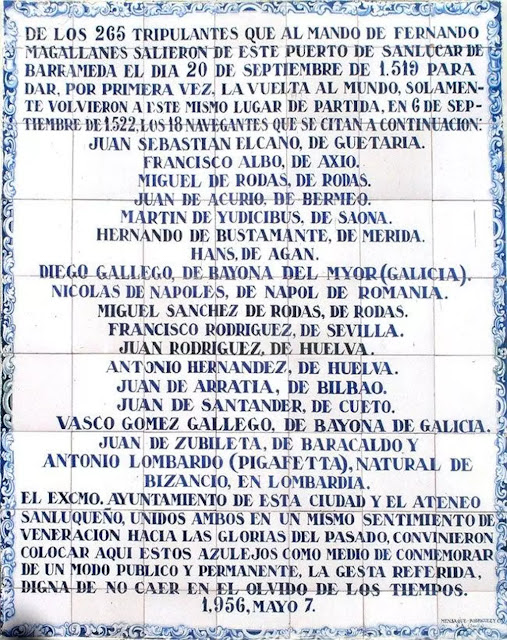 DE LOS 265 TRIPULANTES QUE AL MANDO DE FERNANDO
MAGALLANES SALIERON DE ESTE PUERTO DE SANLUCAR DE
BARRAMEDA EL DIA 20 DE SEPTIEMBRE DE 1.519 PARA
DAR, POR PRIMERA VEZ, LA VUELTA AL MUNDO, SOLAMEN-
TE VOLVIERON A ESTE MISMO LUGAR DE PARTIDA, EN 6 DE SEP-
TIEMBRE DE 1.522, LOS 18 NAVEGANTES QUE SE CITAN A CONTINUACION:
JUAN SEBASTIAN ELCANO, DE GUETARIA.
FRANCISCO ALBO, DE AXIO.
MIGUEL DE RODAS, DE RODAS.
JUAN DE ACURIO, DE BERMEO.
MARTIN DE YUDICIBUS, DE SAONA.
HERNANDO DE BUSTAMANTE, DE MERIDA.
HANS, DE AGAN.
DIEGO GALLEGO, DE BAYONA DEL MYOR (GALICIA).
NICOLAS DE NAPOLES, DE NAPOL DE ROMANIA.
MIGUEL SANCHEZ DE RODAS, DE RODAS.
FRANCISCO RODRIGUEZ, DE SEVILLA.
JUAN RODRIGUEZ, DE HUELVA.
ANTONIO HERNANDEZ, DE HUELVA.
JUAN DE ARRATIA, DE BILBAO.
JUAN DE SANTANDER, DE CUETO.
VASCO GOMEZ GALLEGO, DE BAYONA DE GALICIA.
JUAN DE ZUBILETA, DE BARACALDO Y
ANTONIO LOMBARDO (PIGAFETTA), NATURAL DE
BIZANCIO, EN LOMBARDIA.
EL EXCMO. AYUNTAMIENTO DE ESTA CIUDAD Y EL ATENEO
SANLUQUEÑO, UNIDOS AMBOS EN UN MISMO SENTIMIENTO DE
VENERACION HACIA LAS GLORIAS DEL PASADO, CONVINIERON
COLOCAR AQUI ESTOS AZULEJOS COMO MEDIO DE CONMEMORAR
DE UN MODO PUBLICO Y PERMANENTE, LA GESTA REFERIDA,
DIGNA DE NO CAER EN EL OLVIDO DE LOS TIEMPOS.
1,956, MAYO 7.
MENSAQUE RODRIGUEZ Y C